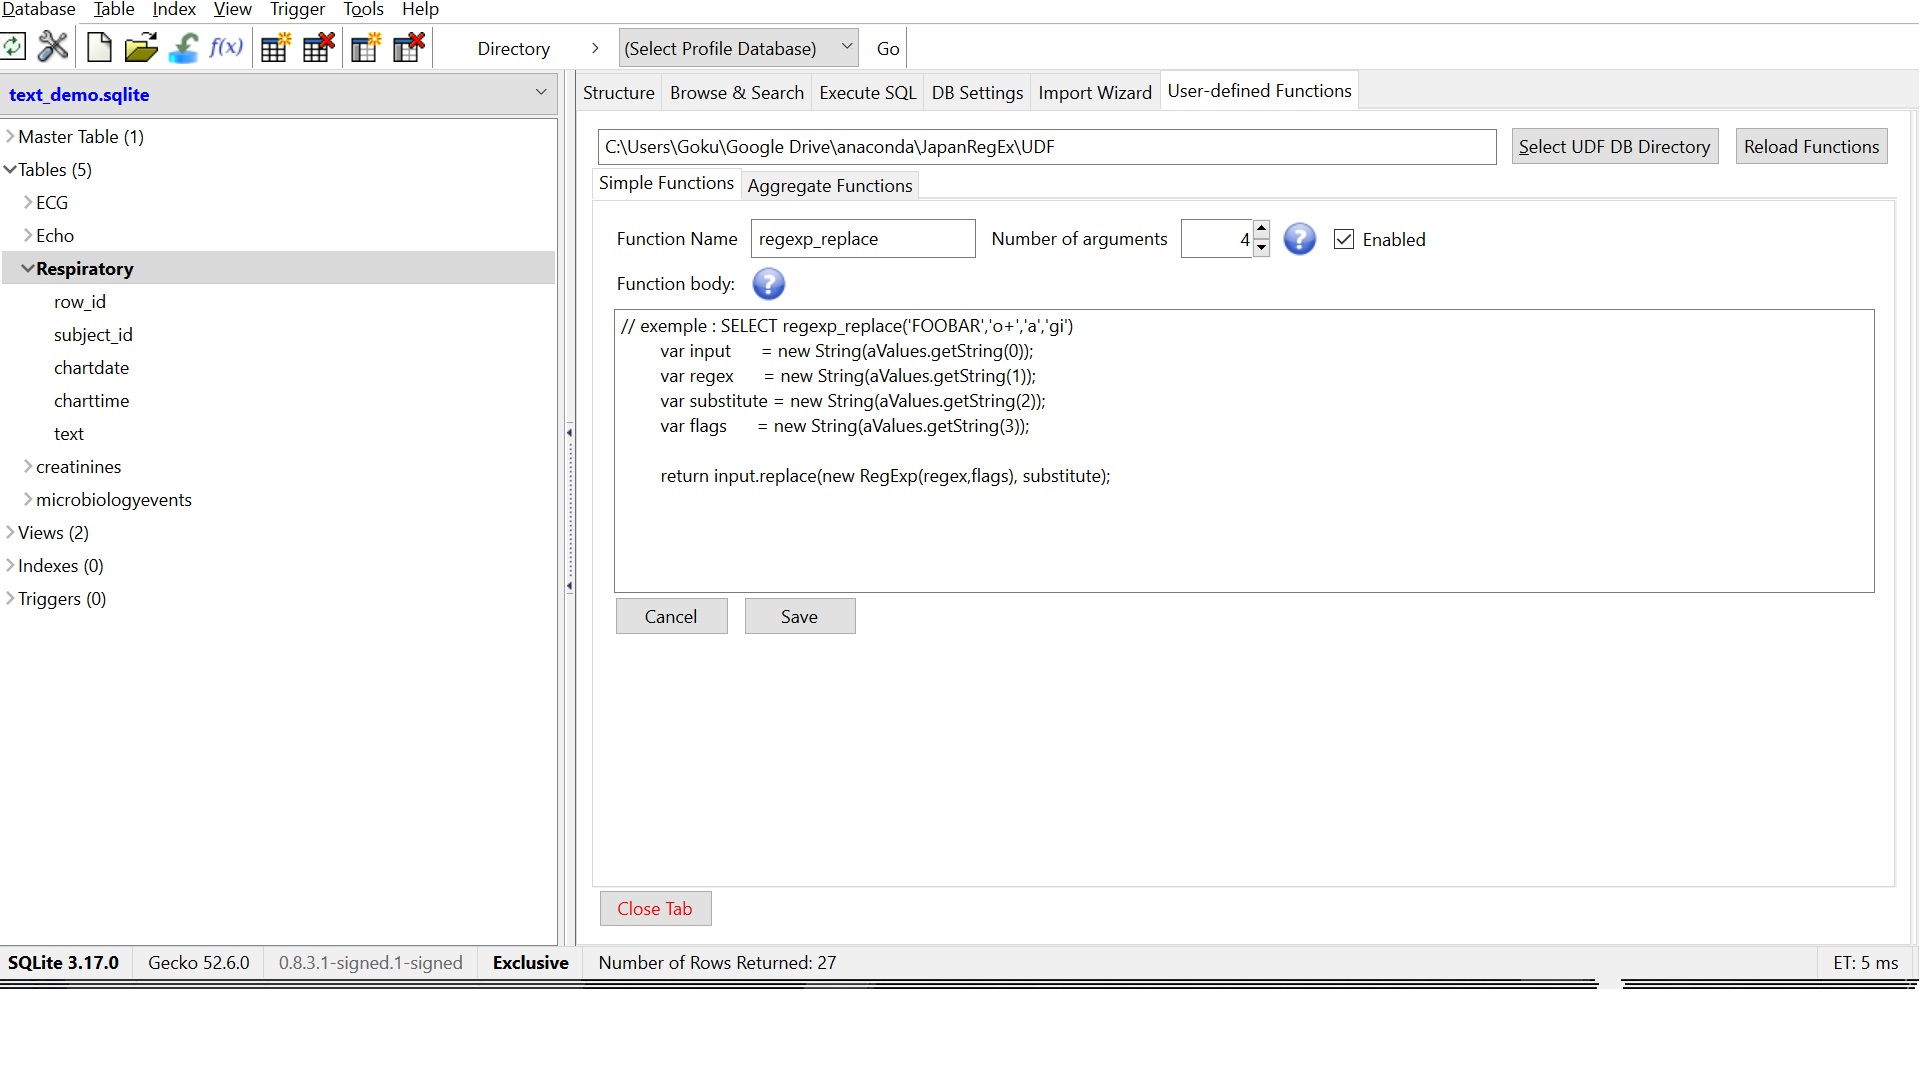 Database Table Index View Trigger Tools Help
f(x) Directory (Select Profile Database) Go
text_demo.sqlite
Master Table (1)
Tables (5)
ECG
Echo
Respiratory
row_id
subject_id
chartdate
charttime
text
creatinines
microbiologyevents
Views (2)
Indexes (0)
Triggers (0)
Structure Browse & Search Execute SQL DB Settings Import Wizard User-defined Functions
C:\Users\Goku\Google Drive\anaconda\JapanRegEx\UDF Select UDF DB Directory Reload Functions
Simple Functions Aggregate Functions
Function Name regexp_replace Number of arguments 4 ? Enabled
Function body: ?
// exemple : SELECT regexp_replace('FOOBAR','o+','a','gi')
var input = new String(aValues.getString(0));
var regex = new String(aValues.getString(1));
var substitute = new String(aValues.getString(2));
var flags = new String(aValues.getString(3));
return input.replace(new RegExp(regex,flags), substitute);
Cancel Save
Close Tab
SQLite 3.17.0 Gecko 52.6.0 0.8.3.1-signed.1-signed Exclusive Number of Rows Returned: 27 ET: 5 ms